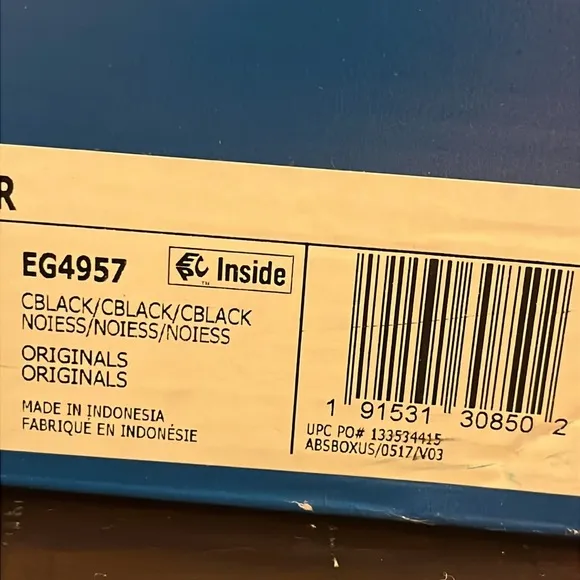 R
EG4957
Inside
CBLACK/CBLACK/CBLACK
NOIESS/NOIESS/NOIESS
ORIGINALS
ORIGINALS
MADE IN INDONESIA
FABRIQUÉ EN INDONÉSIE
1 91531 30850 2
UPC PO# 133534415
ABSBOXUS/0517/V03